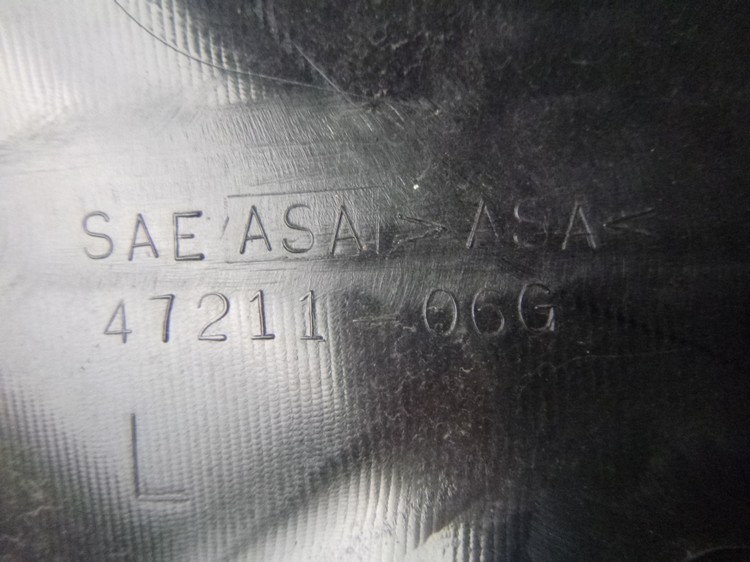 SAE ASA >ASA<
47211-06G
L